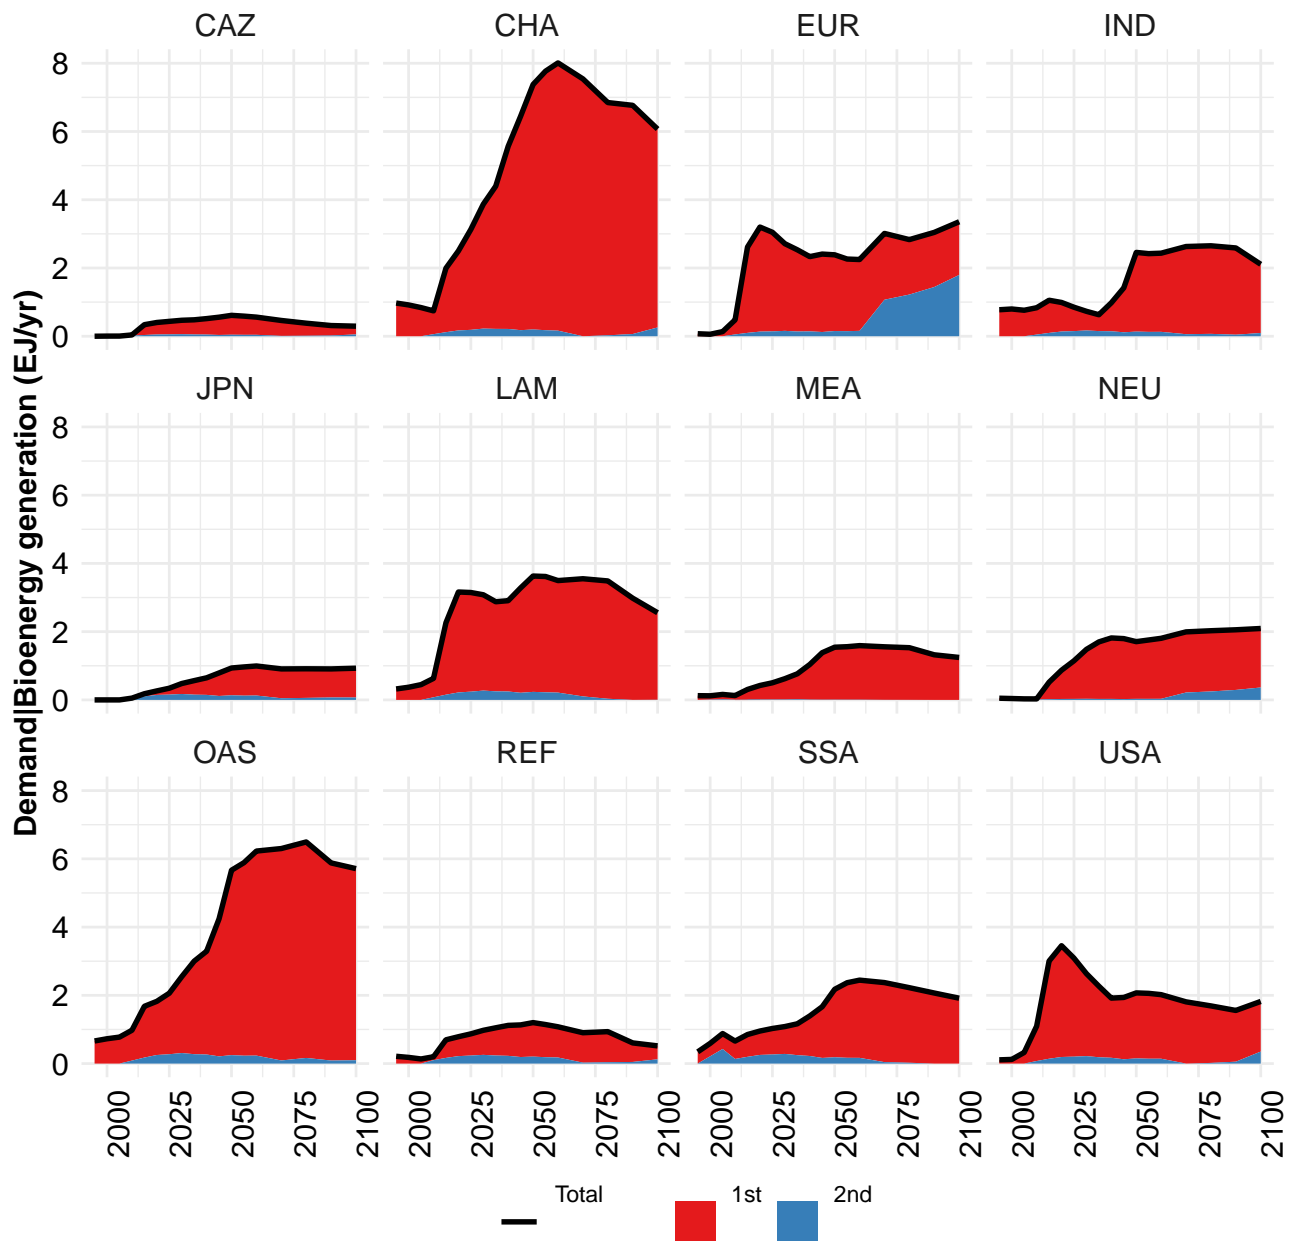 CAZ CHA EUR IND
8
6
4
2
0
JPN LAM MEA NEU
8
6
4
2
0
OAS REF SSA USA
8
6
4
2
0
Demand|Bioenergy generation (EJ/yr)
2000 2025 2050 2075 2100 2000 2025 2050 2075 2100 2000 2025 2050 2075 2100 2000 2025 2050 2075 2100
Total 1st 2nd